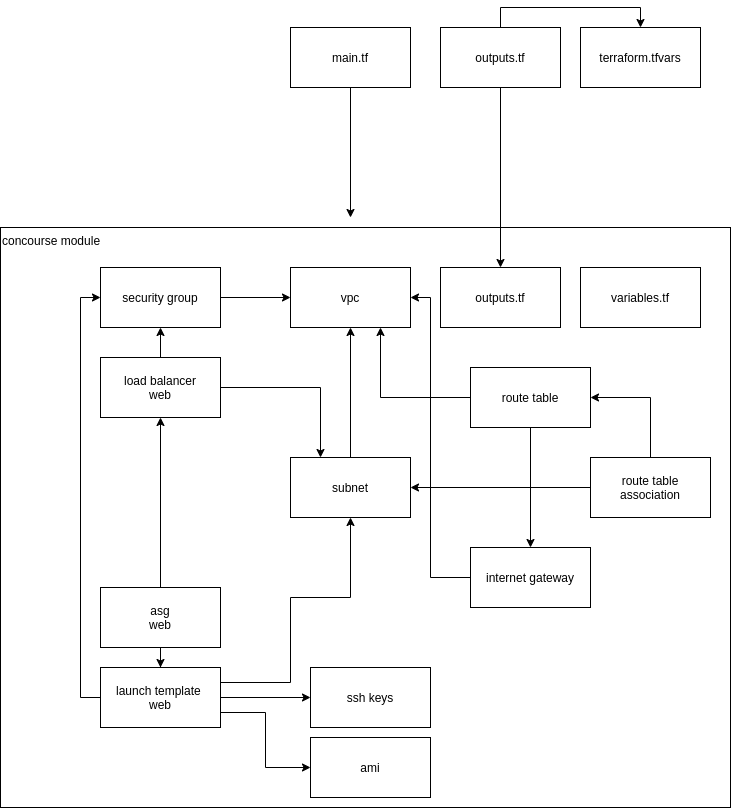 main.tf
outputs.tf
terraform.tfvars
concourse module
security group
vpc
outputs.tf
variables.tf
load balancer
web
route table
subnet
route table
association
internet gateway
asg
web
launch template
web
ssh keys
ami